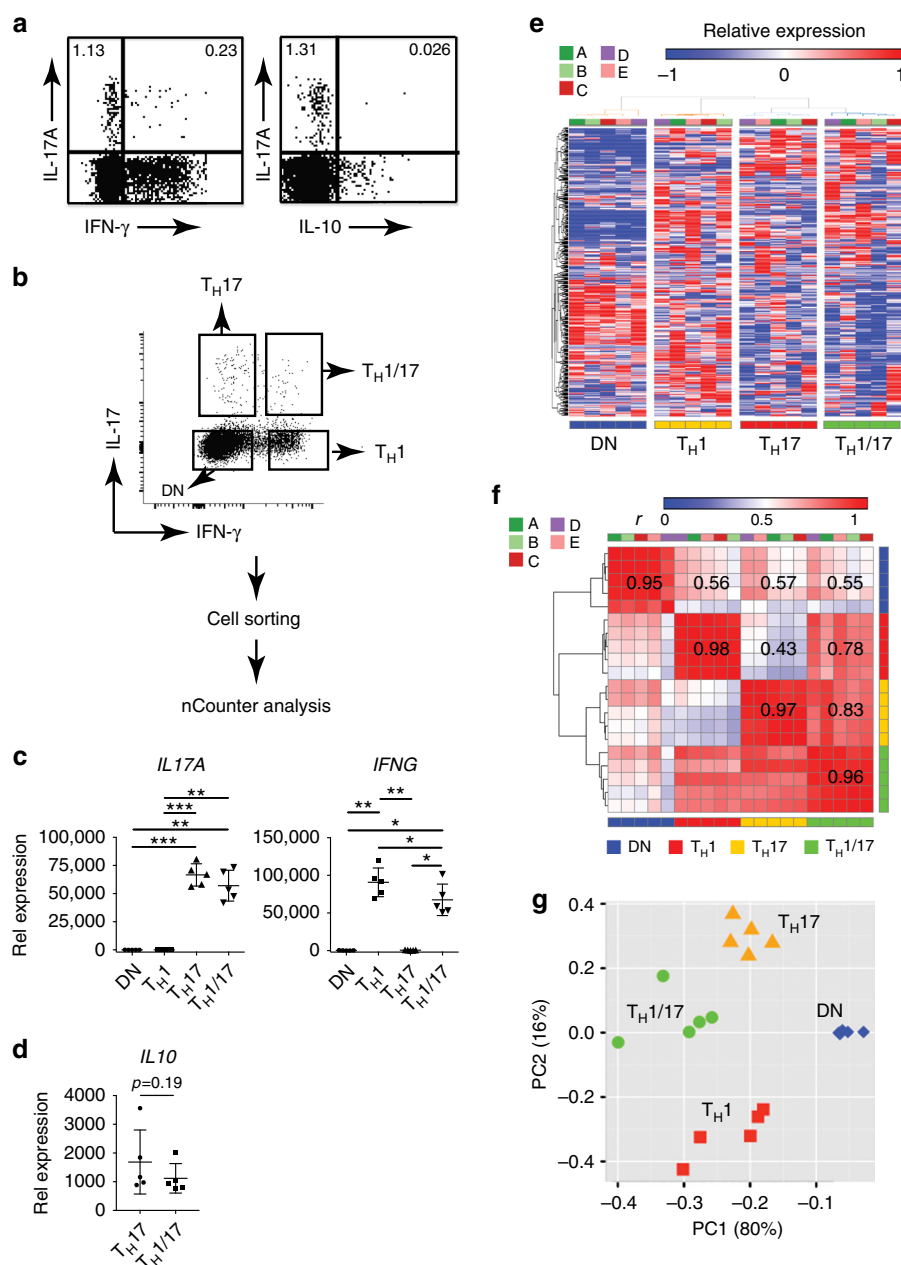 a
1.13 0.23
IL-17A
IFN-γ
1.31 0.026
IL-17A
IL-10
b
TH17
TH1/17
TH1
DN
IL-17
IFN-γ
Cell sorting
nCounter analysis
c
IL17A
**
***
**
***
Rel expression
100,000
75,000
50,000
25,000
0
DN TH1 TH17 TH1/17
IFNG
** **
*
*
*
150,000
100,000
50,000
0
DN TH1 TH17 TH1/17
d
IL10
p=0.19
Rel expression
4000
3000
2000
1000
0
TH17 TH1/17
e
A D
B E
C
Relative expression
−1 0 1
DN TH1 TH17 TH1/17
f
A D
B E
C
r 0 0.5 1
0.95 0.56 0.57 0.55
0.98 0.43 0.78
0.97 0.83
0.96
DN TH1 TH17 TH1/17
g
TH17
TH1/17
DN
TH1
PC2 (16%)
0.4
0.2
0.0
−0.2
−0.4
−0.4 −0.3 −0.2 −0.1
PC1 (80%)